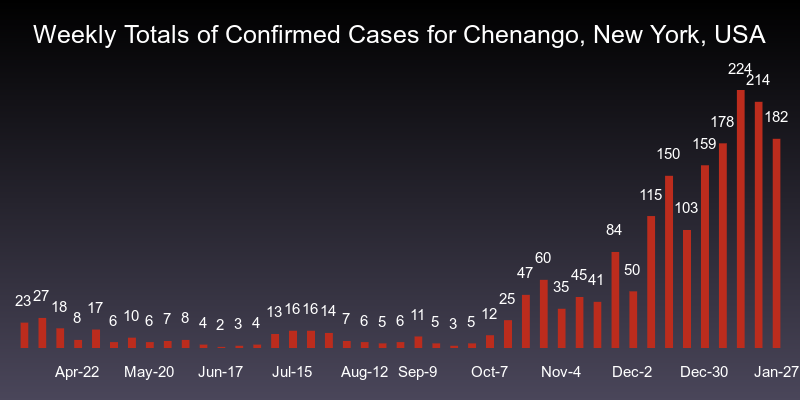 Weekly Totals of Confirmed Cases for Chenango, New York, USA
23 27 18 8 17 6 10 6 7 8 4 2 3 4 13 16 16 14 7 6 5 6 11 5 3 5 12 25 47 60 35 45 41 84 50 115 150 103 159 178 224 214 182
Apr-22 May-20 Jun-17 Jul-15 Aug-12 Sep-9 Oct-7 Nov-4 Dec-2 Dec-30 Jan-27